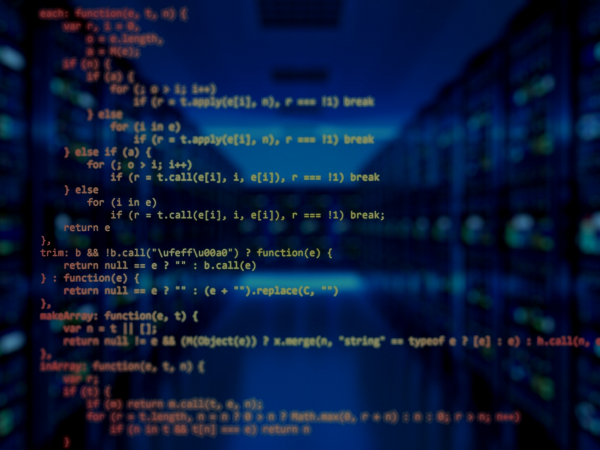 each: function(e, t, n) {
var r, i = 0,
o = e.length,
a = M(e);
if (n) {
if (a) {
for (; o > i; i++)
if (r = t.apply(e[i], n), r === !1) break
} else
for (i in e)
if (r = t.apply(e[i], n), r === !1) break
} else if (a) {
for (; o > i; i++)
if (r = t.call(e[i], i, e[i]), r === !1) break
} else
for (i in e)
if (r = t.call(e[i], i, e[i]), r === !1) break;
return e
},
trim: b && !b.call("\ufeff\u00a0") ? function(e) {
return null == e ? "" : b.call(e)
} : function(e) {
return null == e ? "" : (e + "").replace(C, "")
},
makeArray: function(e, t) {
var n = t || [];
return null != e && (M(Object(e)) ? x.merge(n, "string" == typeof e ? [e] : e) : h.call(n, e
},
inArray: function(e, t, n) {
var r;
if (t) {
if (m) return m.call(t, e, n);
for (r = t.length, n = n ? 0 > n ? Math.max(0, r + n) : n : 0; r > n; n++)
if (n in t && t[n] === e) return n
}